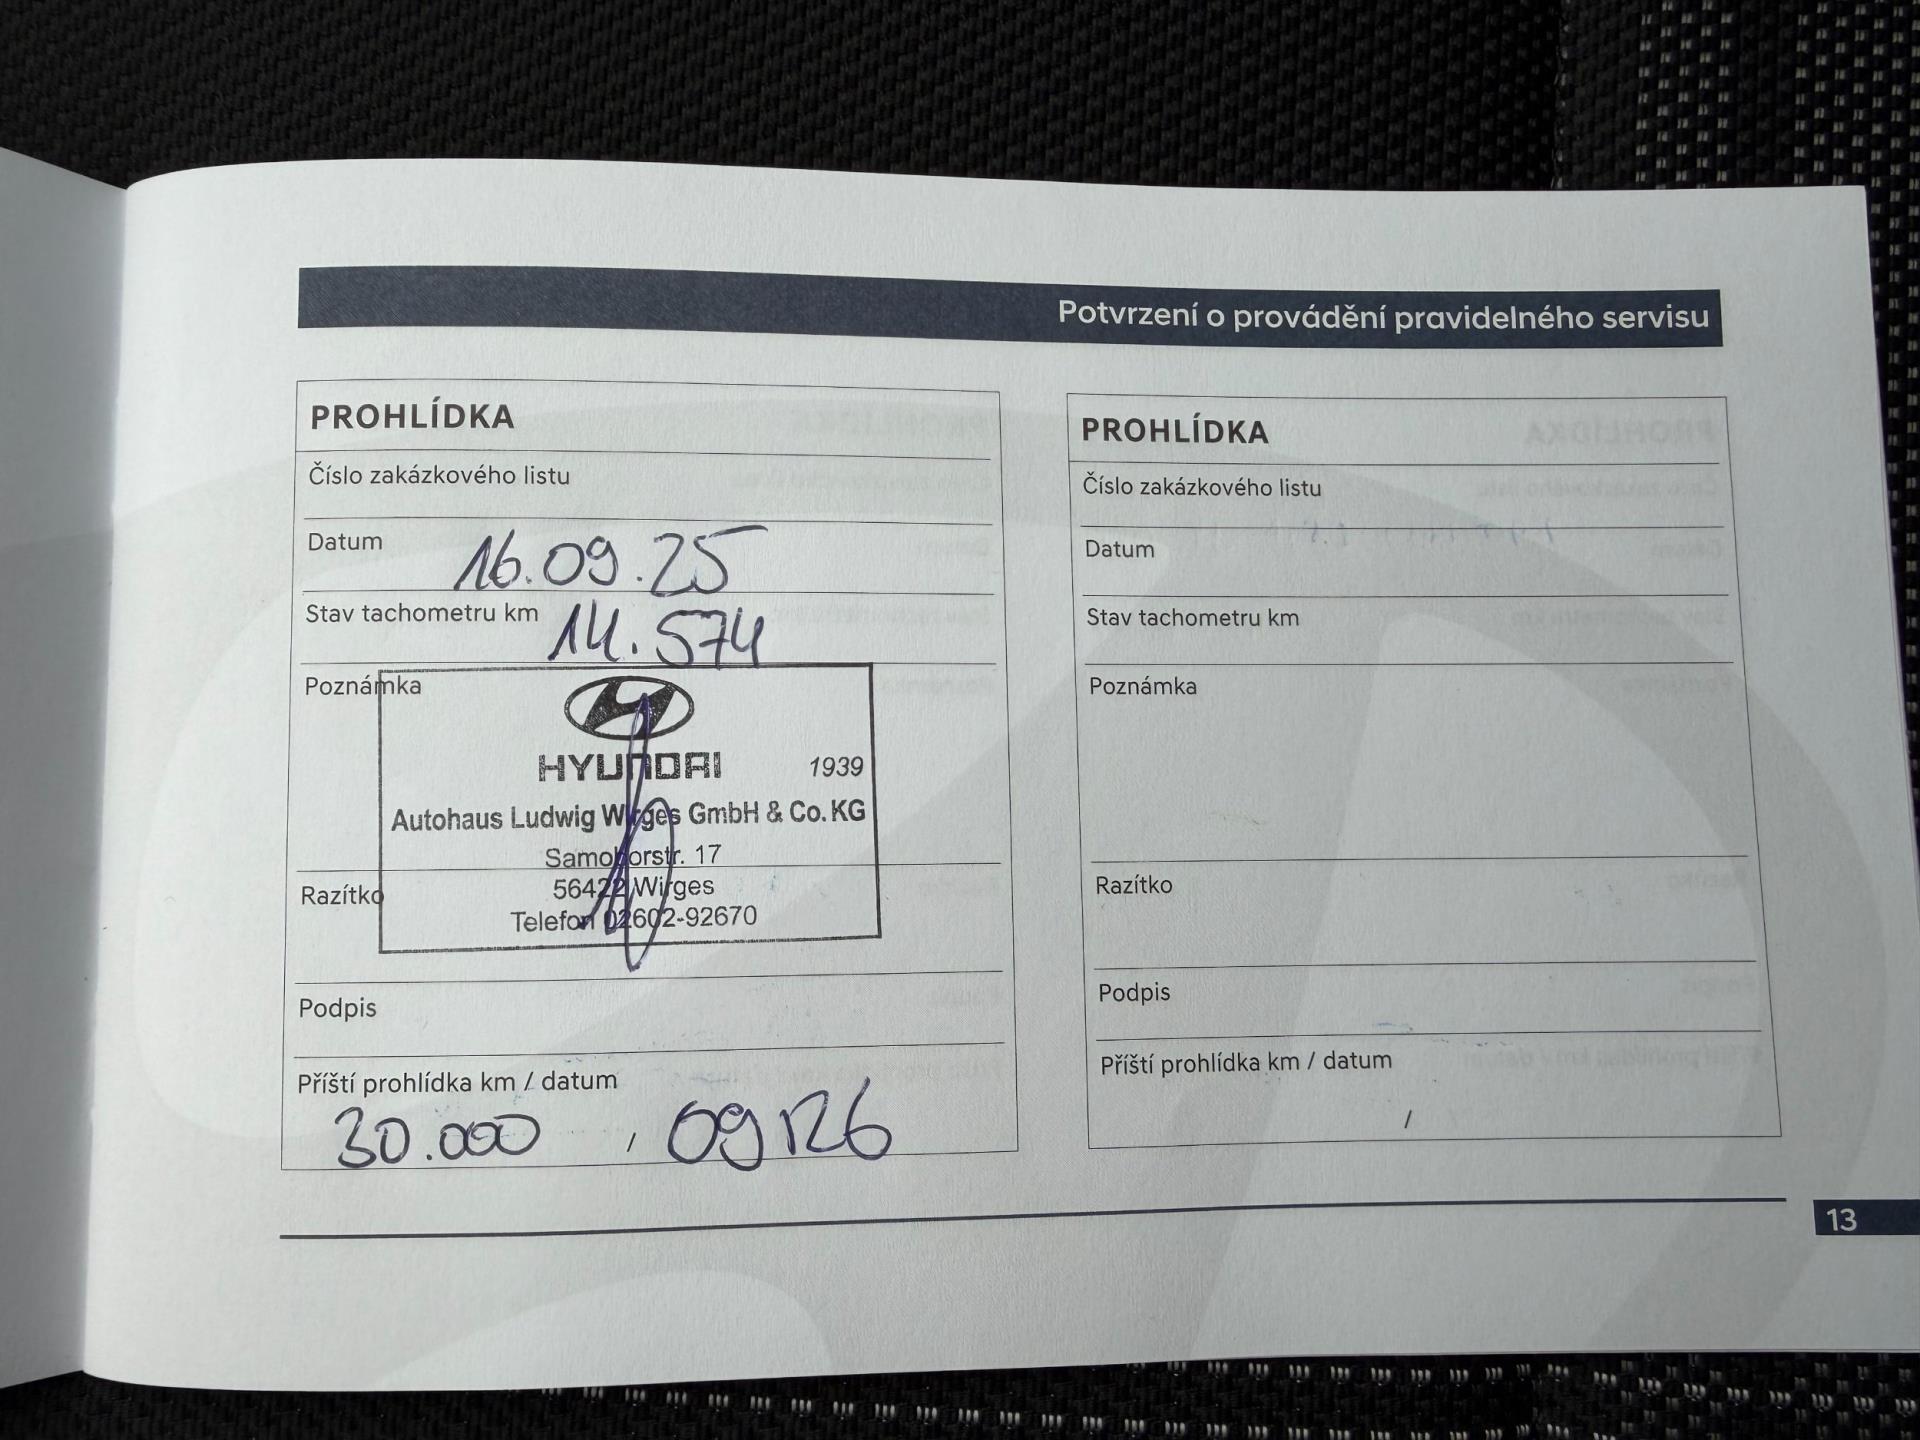 Potvrzení o provádění pravidelného servisu
PROHLÍDKA
Číslo zakázkového listu
Datum 16.09.25
Stav tachometru km 14.574
Poznámka
HYUNDAI 1939
Autohaus Ludwig Wirges GmbH & Co. KG
Samoborstr. 17
56422 Wirges
Telefon 02602-92670
Razítko
Podpis
Příští prohlídka km / datum
30.000 / 09/26
PROHLÍDKA
Číslo zakázkového listu
Datum
Stav tachometru km
Poznámka
Razítko
Podpis
Příští prohlídka km / datum
/
13